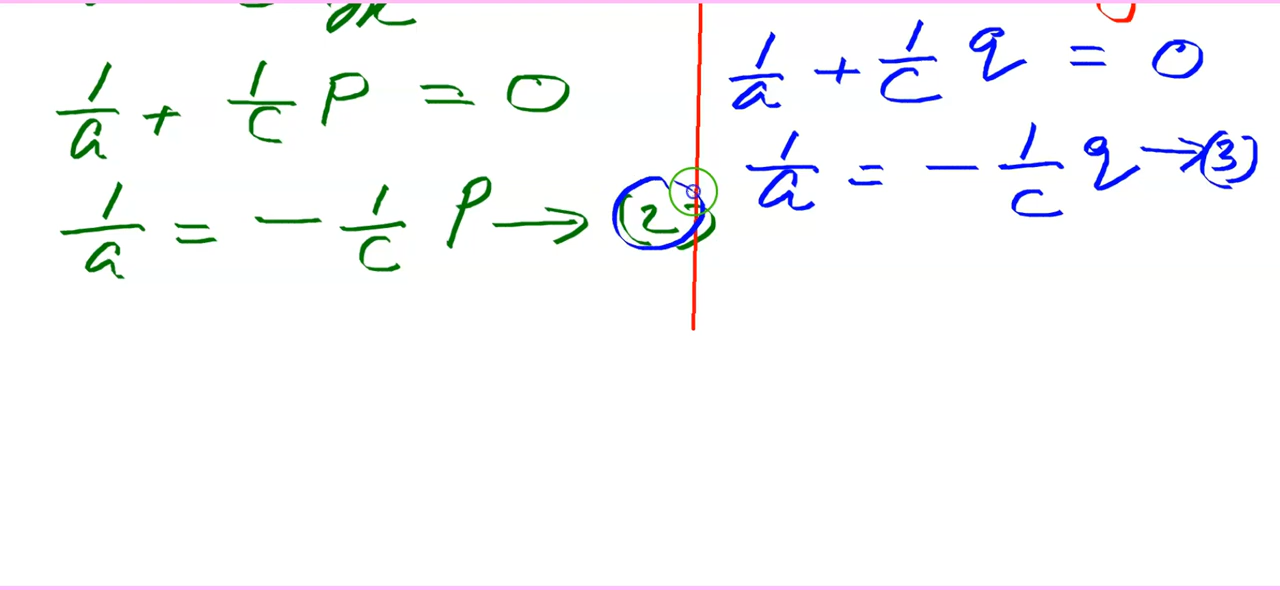 1/a + 1/c p = 0
1/a = - 1/c p → (2)
1/a + 1/c q = 0
1/a = - 1/c q → (3)